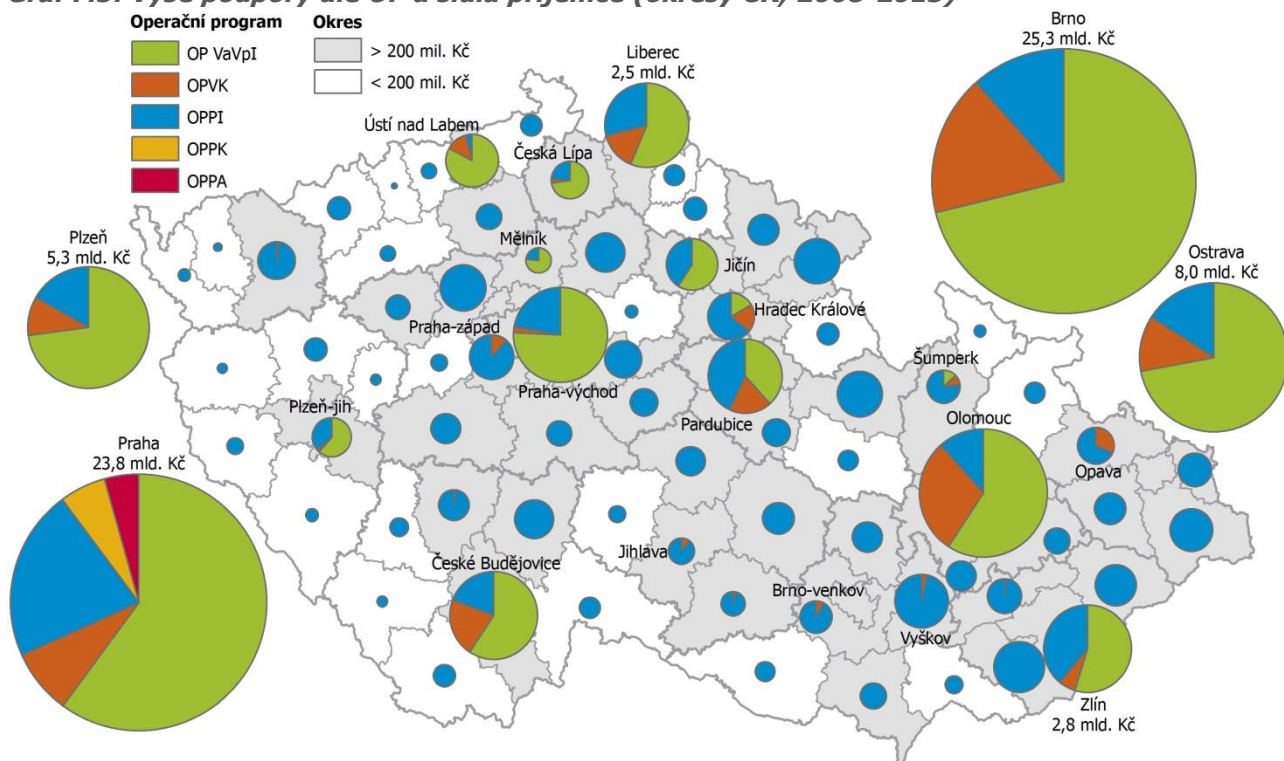 Operační program
OP VaVpI
OPVK
OPPI
OPPK
OPPA
Okres
> 200 mil. Kč
< 200 mil. Kč
Liberec
2,5 mld. Kč
Brno
25,3 mld. Kč
Ústí nad Labem
Česká Lípa
Plzeň
5,3 mld. Kč
Mělník
Jičín
Ostrava
8,0 mld. Kč
Hradec Králové
Praha-západ
Praha-východ
Šumperk
Plzeň-jih
Pardubice
Olomouc
Praha
23,8 mld. Kč
Opava
Jihlava
České Budějovice
Brno-venkov
Vyškov
Zlín
2,8 mld. Kč